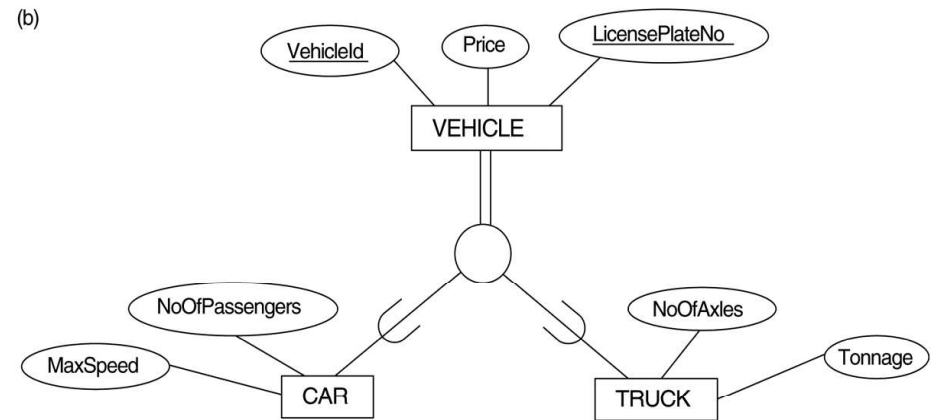 (b)
VehicleId
Price
LicensePlateNo
VEHICLE
NoOfPassengers
MaxSpeed
CAR
NoOfAxles
Tonnage
TRUCK